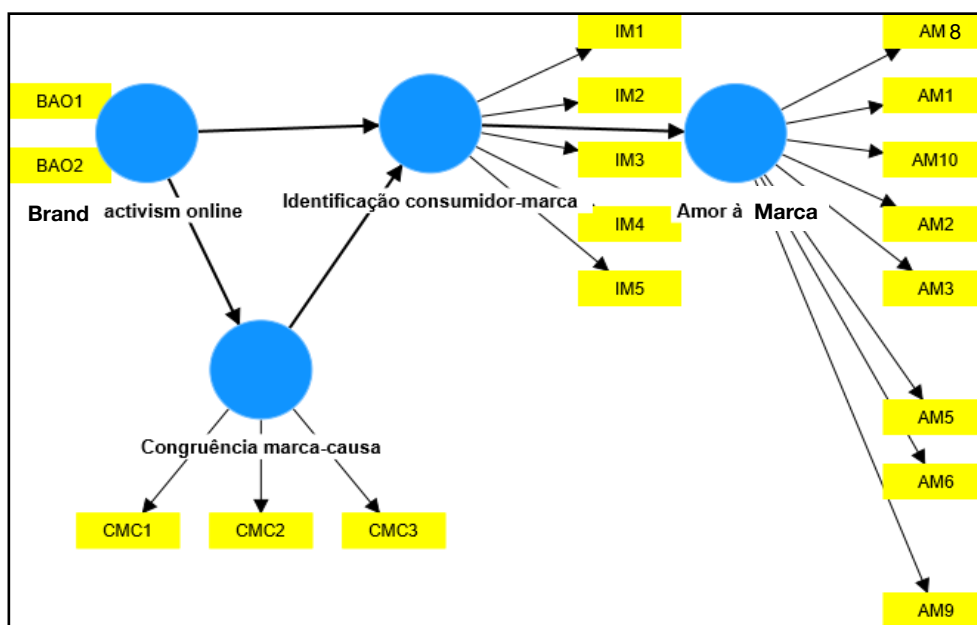 BAO1
BAO2
Brand activism online
Identificação consumidor-marca
Congruência marca-causa
CMC1
CMC2
CMC3
IM1
IM2
IM3
IM4
IM5
Amor à Marca
AM 8
AM1
AM10
AM2
AM3
AM5
AM6
AM9